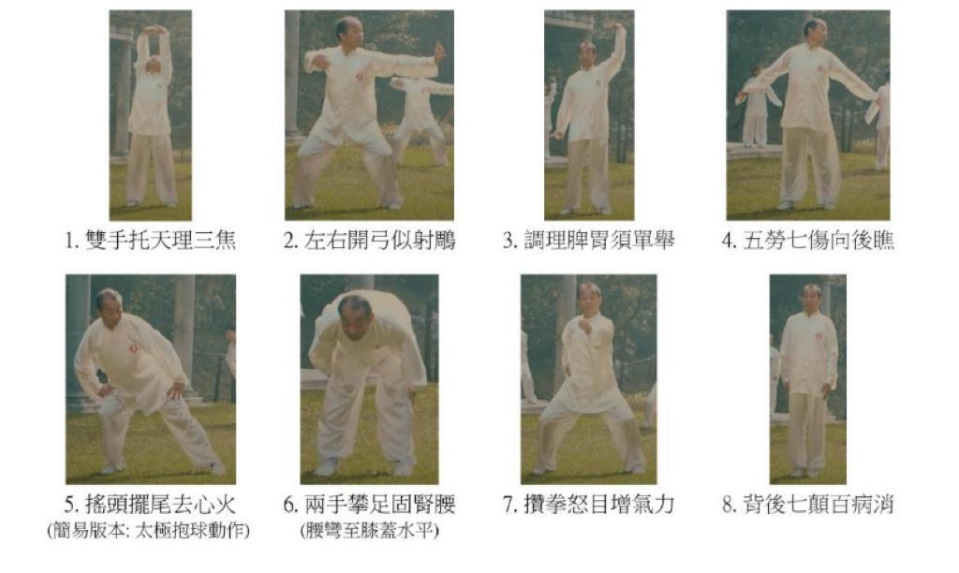 1. 雙手托天理三焦
2. 左右開弓似射鵰
3. 調理脾胃須單舉
4. 五勞七傷向後瞧
5. 搖頭擺尾去心火
(簡易版本: 太極抱球動作)
6. 兩手攀足固腎腰
(腰彎至膝蓋水平)
7. 攢拳怒目增氣力
8. 背後七顛百病消